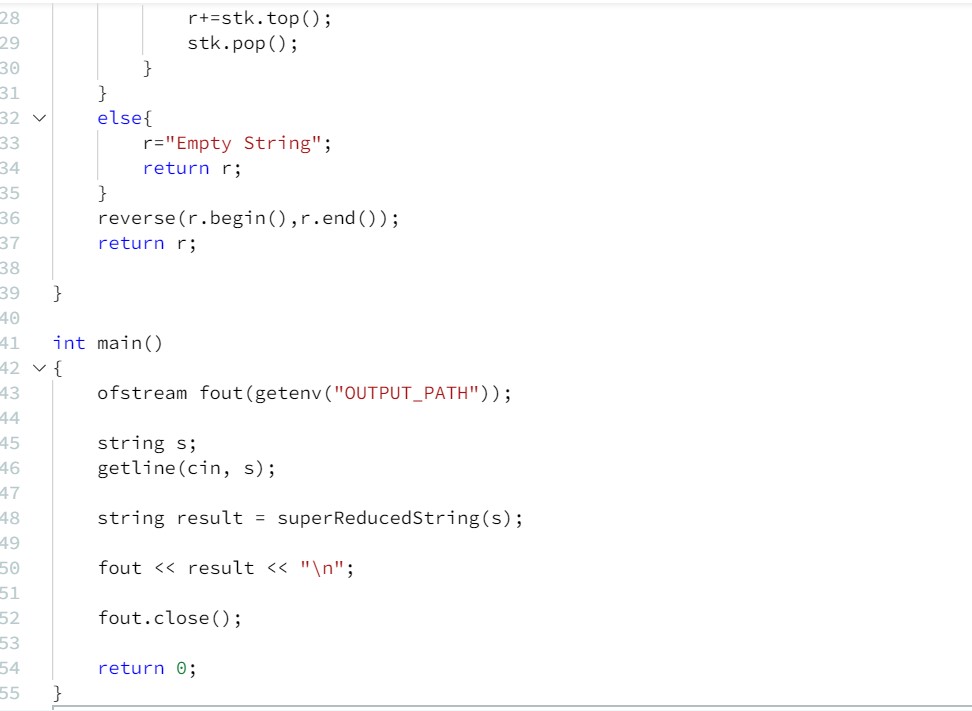 28                r+=stk.top();
29                stk.pop();
30            }
31        }
32        else{
33            r="Empty String";
34            return r;
35        }
36        reverse(r.begin(),r.end());
37        return r;
38
39    }
40
41    int main()
42    {
43        ofstream fout(getenv("OUTPUT_PATH"));
44
45        string s;
46        getline(cin, s);
47
48        string result = superReducedString(s);
49
50        fout << result << "\n";
51
52        fout.close();
53
54        return 0;
55    }